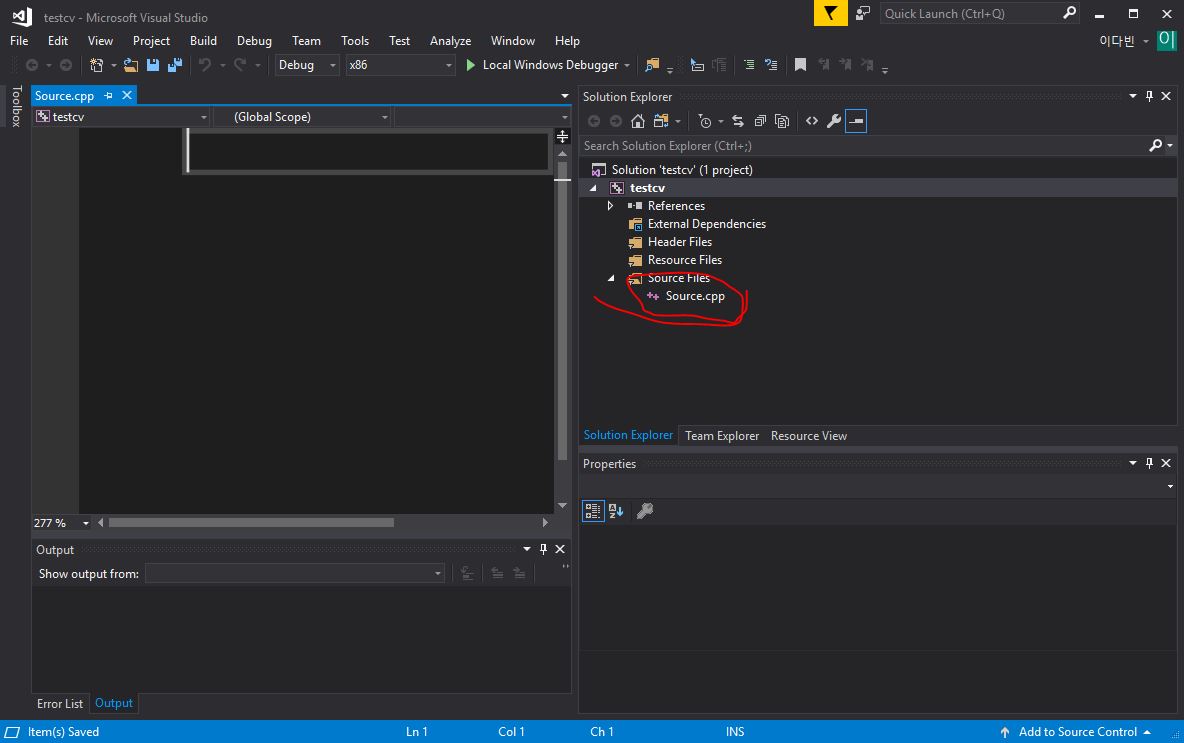 testcv - Microsoft Visual Studio
Quick Launch (Ctrl+Q)
File Edit View Project Build Debug Team Tools Test Analyze Window Help
이다빈 이
Debug x86 Local Windows Debugger
Toolbox
Source.cpp
testcv (Global Scope)
277 %
Output
Show output from:
Error List Output
Solution Explorer
Search Solution Explorer (Ctrl+;)
Solution 'testcv' (1 project)
testcv
References
External Dependencies
Header Files
Resource Files
Source Files
Source.cpp
Solution Explorer Team Explorer Resource View
Properties
Item(s) Saved Ln 1 Col 1 Ch 1 INS Add to Source Control